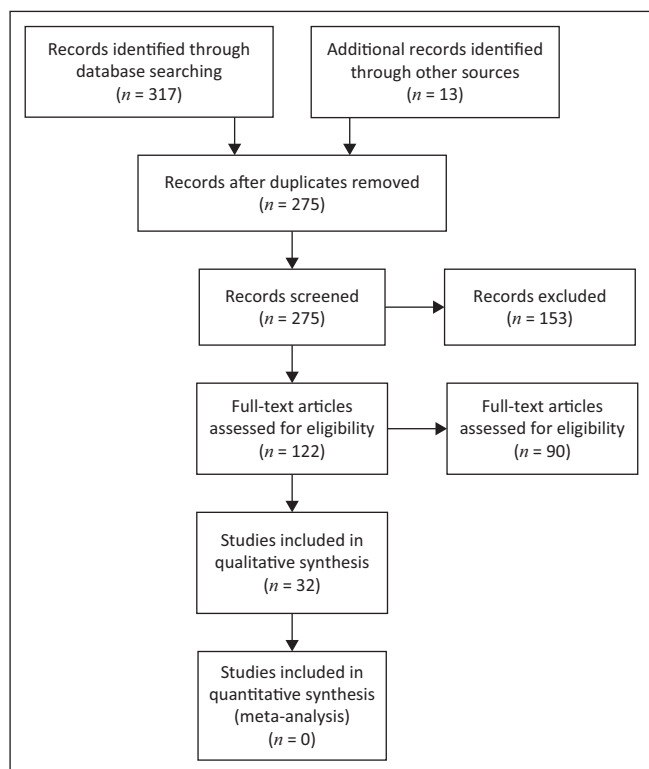 Records identified through
database searching
(n = 317)
Additional records identified
through other sources
(n = 13)
Records after duplicates removed
(n = 275)
Records screened
(n = 275)
Records excluded
(n = 153)
Full-text articles
assessed for eligibility
(n = 122)
Full-text articles
assessed for eligibility
(n = 90)
Studies included in
qualitative synthesis
(n = 32)
Studies included in
quantitative synthesis
(meta-analysis)
(n = 0)